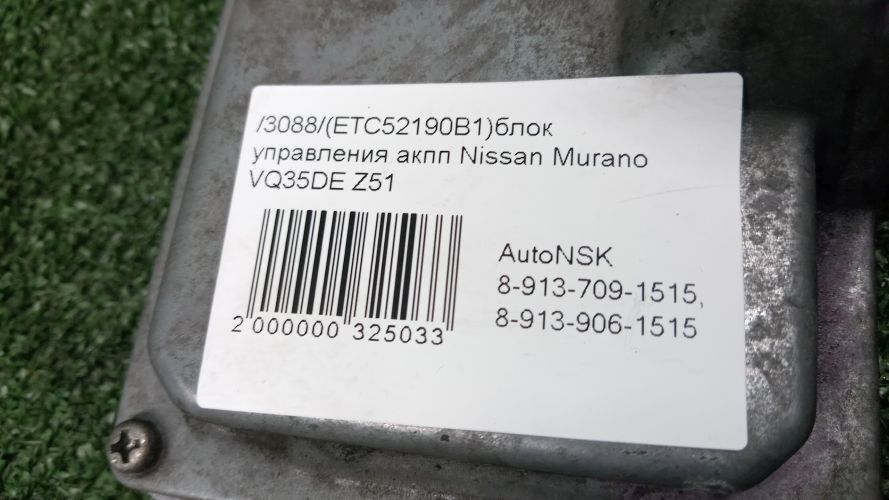 /3088/(ETC52190B1)блок
управления акпп Nissan Murano
VQ35DE Z51
AutoNSK
8-913-709-1515,
8-913-906-1515
2 000000 325033